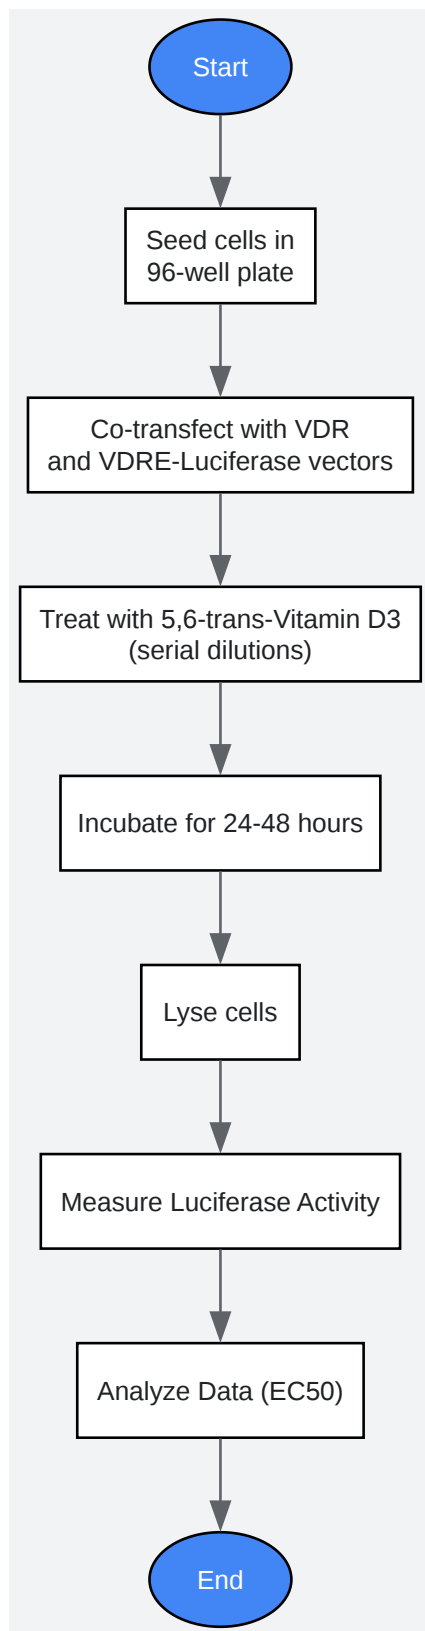 Start
Seed cells in
96-well plate
Co-transfect with VDR
and VDRE-Luciferase vectors
Treat with 5,6-trans-Vitamin D3
(serial dilutions)
Incubate for 24-48 hours
Lyse cells
Measure Luciferase Activity
Analyze Data (EC50)
End